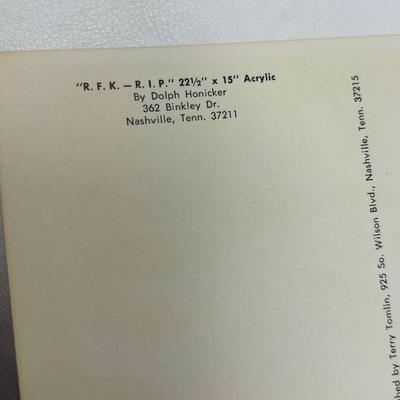 "R. F. K. — R. I. P." 22½" x 15" Acrylic
By Dolph Honicker
362 Binkley Dr.
Nashville, Tenn. 37211
by Terry Tomlin, 925 So. Wilson Blvd., Nashville, Tenn. 37215